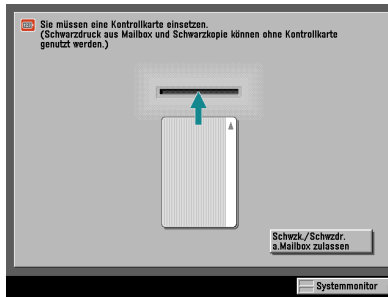 Sie müssen eine Kontrollkarte einsetzen.
(Schwarzdruck aus Mailbox und Schwarzkopie können ohne Kontrollkarte
genutzt werden.)
Schwzk./Schwzdr.
a.Mailbox zulassen
Systemmonitor